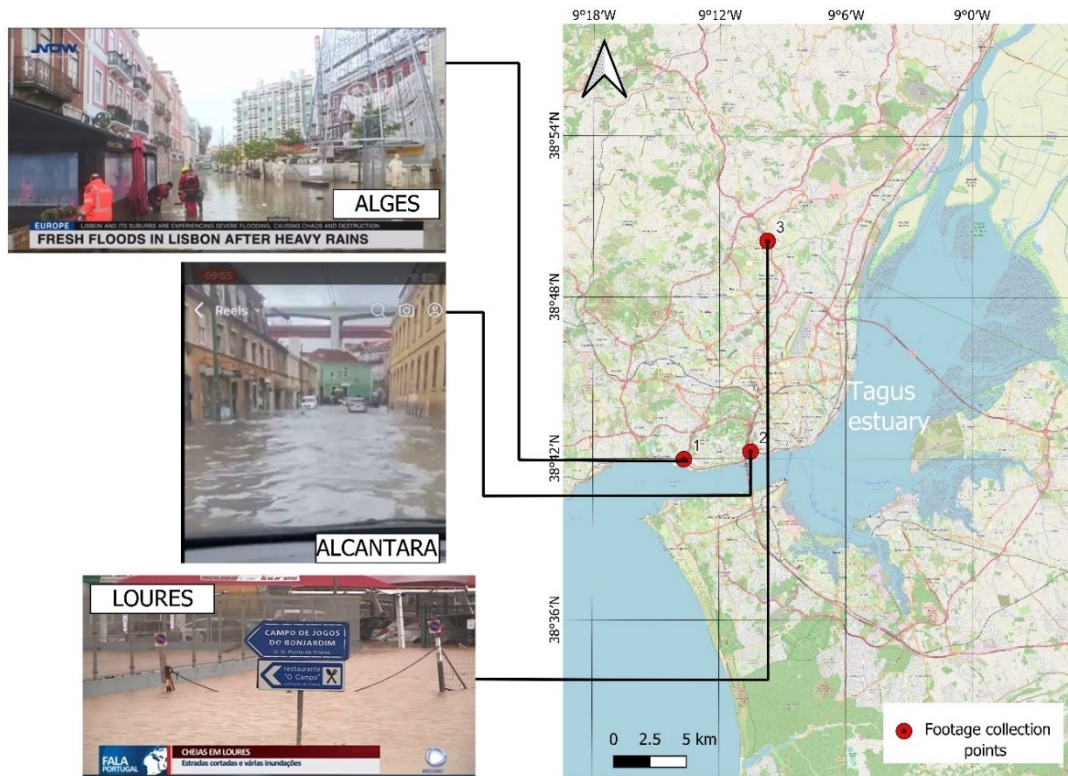 NOW
ALGES
EUROPE
LISBON AND ITS SUBURBS ARE EXPERIENCING SEVERE FLOODING, CAUSING CHAOS AND DESTRUCTION
FRESH FLOODS IN LISBON AFTER HEAVY RAINS
09:55
Reels
ALCANTARA
LOURES
CAMPO DE JOGOS
DO BONJARDIM
U. D. Ponte de Frielas
restaurante
"O Campo"
FALA
PORTUGAL
CHEIAS EM LOURES
Estradas cortadas e várias inundações
RECORD
9°18'W 9°12'W 9°6'W 9°0'W
38°54'N
38°48'N
38°42'N
38°36'N
3
1
2
Tagus
estuary
0 2.5 5 km
Footage collection
points